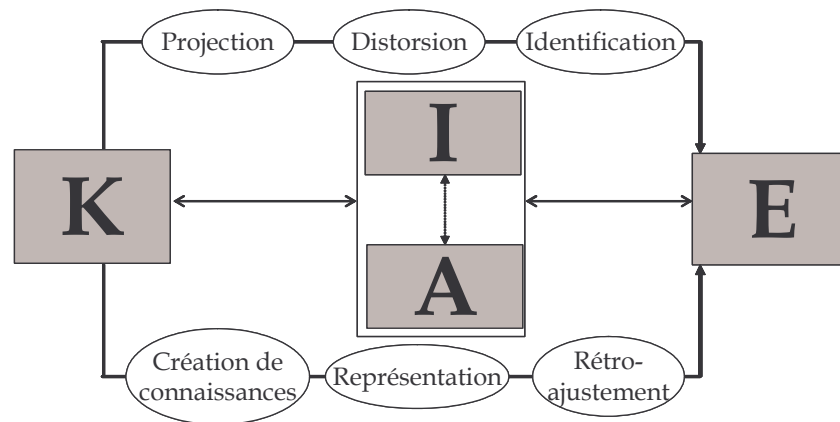 Projection
Distorsion
Identification
I
K
E
A
Création de
connaissances
Représentation
Rétro-
ajustement